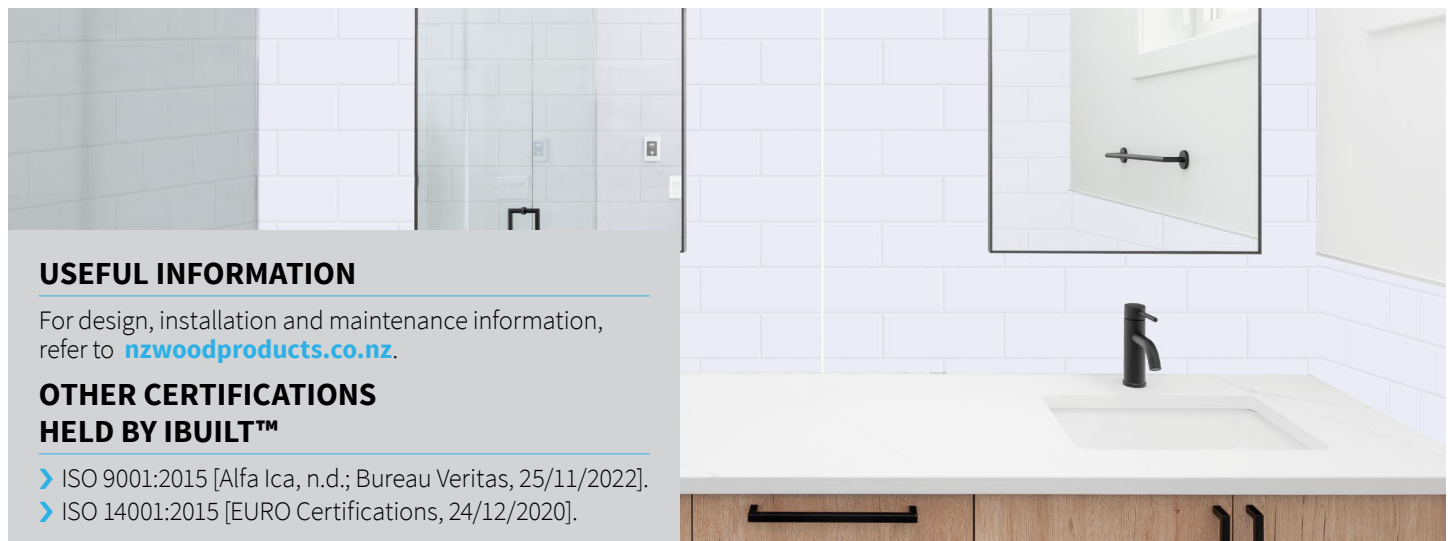 USEFUL INFORMATION
For design, installation and maintenance information,
refer to nzwoodproducts.co.nz.
OTHER CERTIFICATIONS
HELD BY IBUILT™
❯ ISO 9001:2015 [Alfa Ica, n.d.; Bureau Veritas, 25/11/2022].
❯ ISO 14001:2015 [EURO Certifications, 24/12/2020].